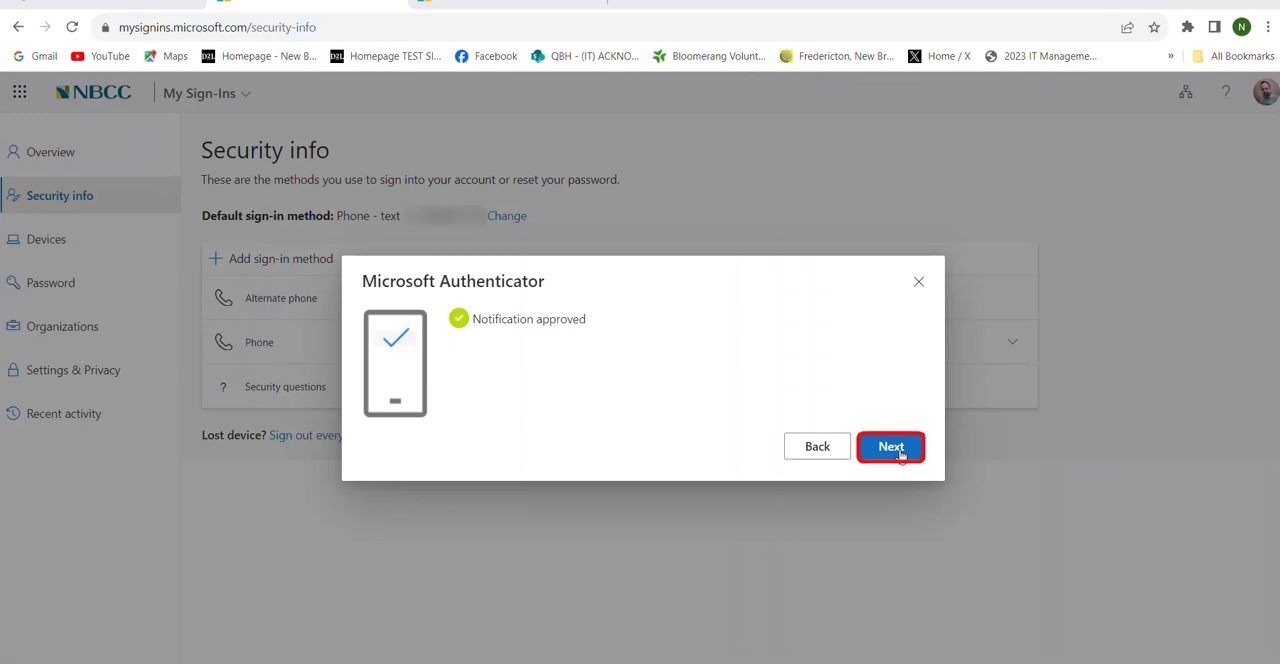 mysignins.microsoft.com/security-info
N
Gmail YouTube Maps D2L Homepage - New B... D2L Homepage TEST SI... Facebook QBH - (IT) ACKNO... Bloomerang Volunt... Fredericton, New Br... Home / X 2023 IT Manageme... » All Bookmarks
NBCC My Sign-Ins ?
Overview
Security info
Devices
Password
Organizations
Settings & Privacy
Recent activity
Security info
These are the methods you use to sign into your account or reset your password.
Default sign-in method: Phone - text Change
+ Add sign-in method
Alternate phone
Phone
? Security questions
Lost device? Sign out every
Microsoft Authenticator
Notification approved
Back Next